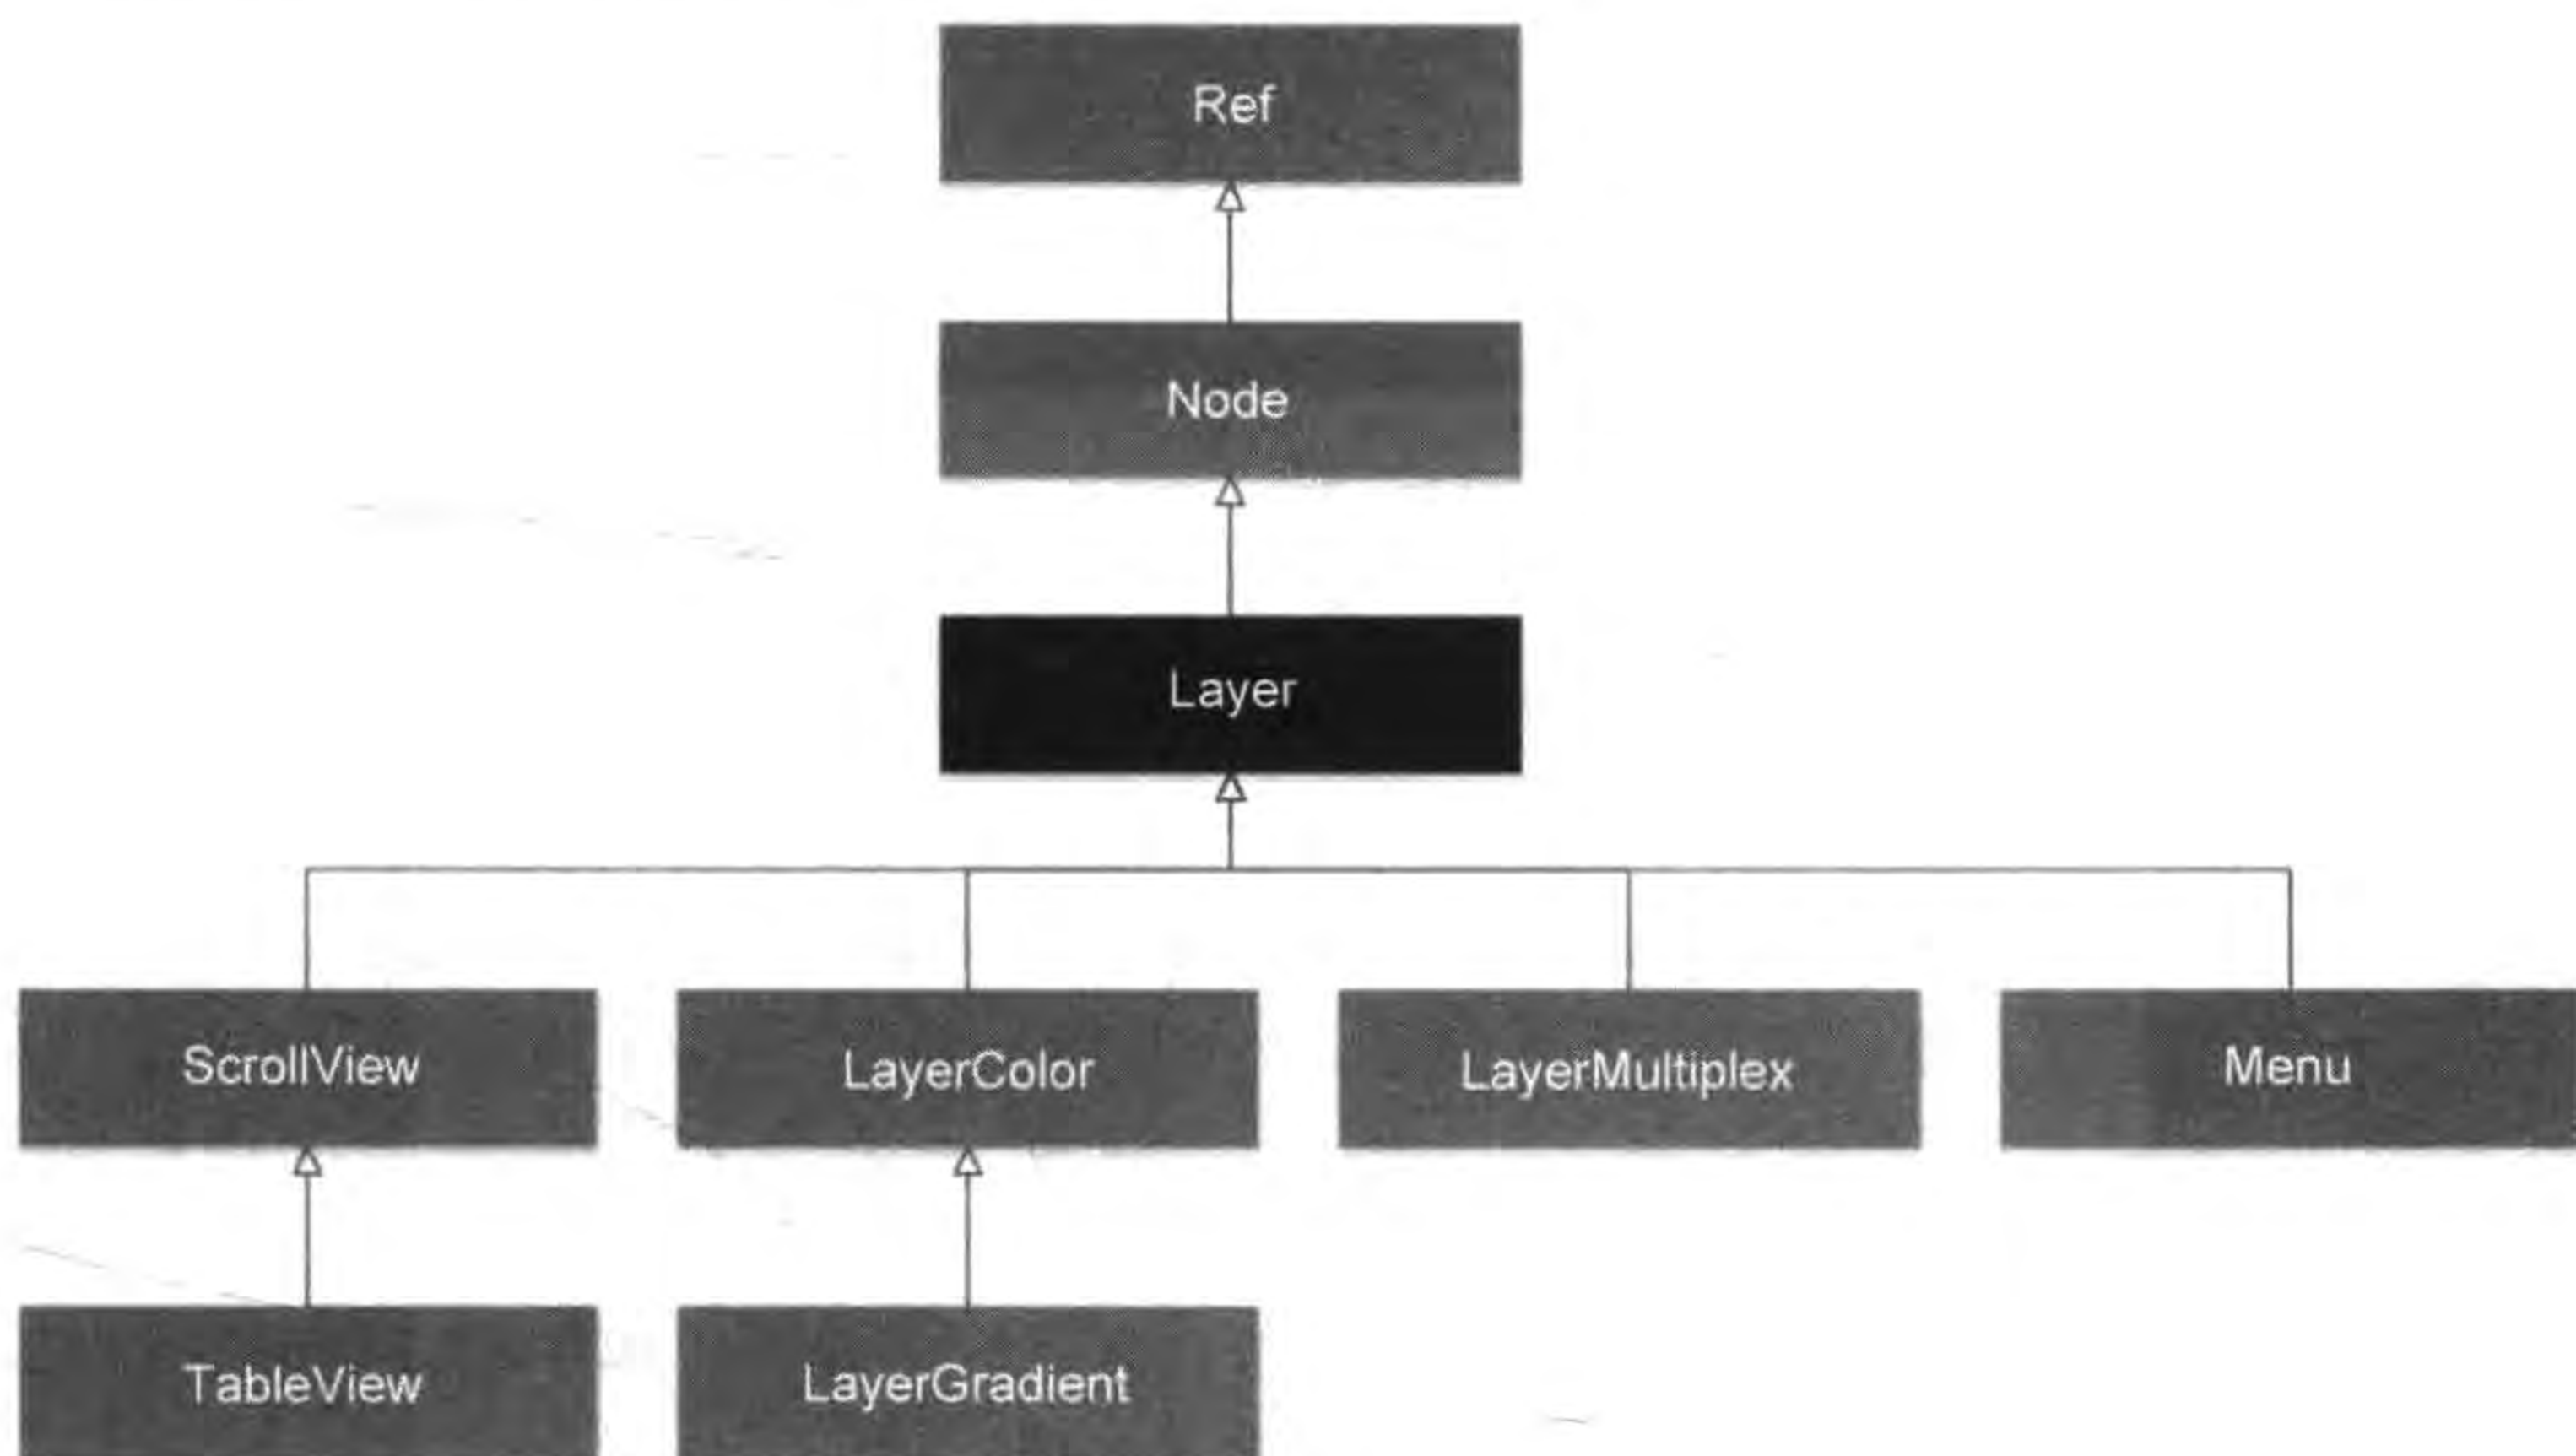 Ref
Node
Layer
ScrollView
LayerColor
LayerMultiplex
Menu
TableView
LayerGradient